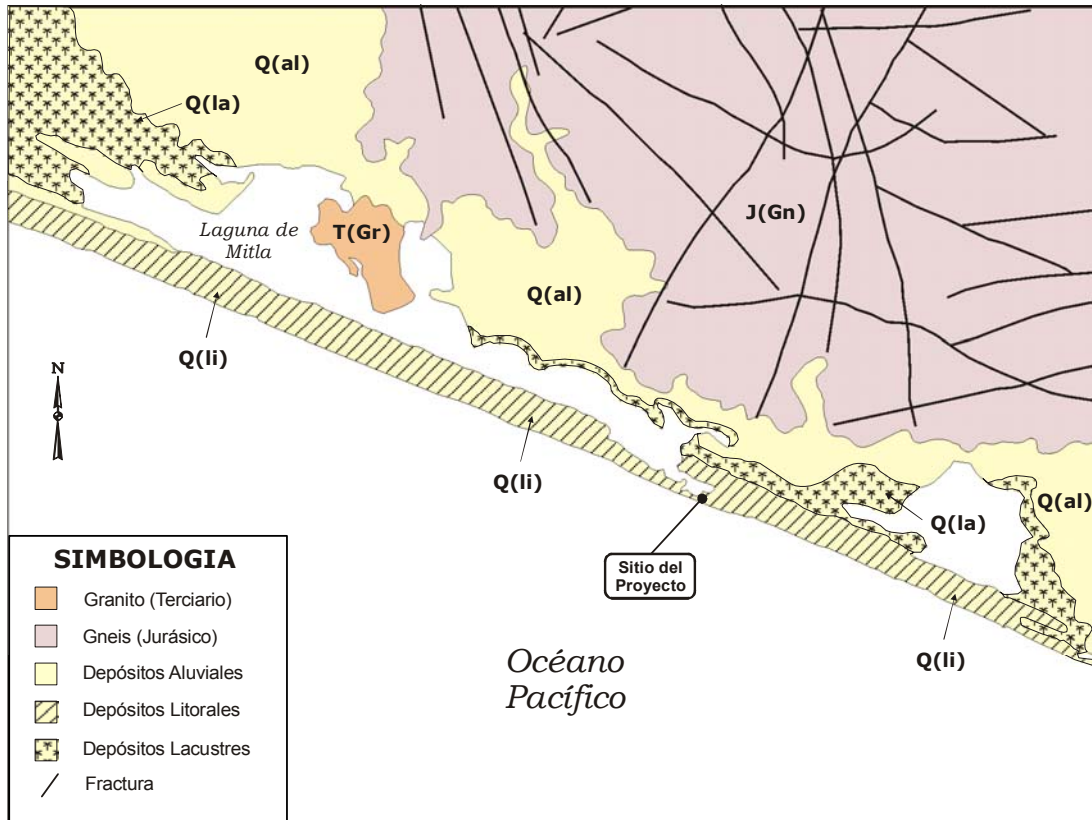 Q(al)
Q(la)
J(Gn)
Laguna de
Mitla
T(Gr)
Q(al)
Q(li)
N
Q(li)
Q(al)
Q(la)
Sitio del
Proyecto
Q(li)
Océano
Pacífico
SIMBOLOGIA
Granito (Terciario)
Gneis (Jurásico)
Depósitos Aluviales
Depósitos Litorales
Depósitos Lacustres
Fractura